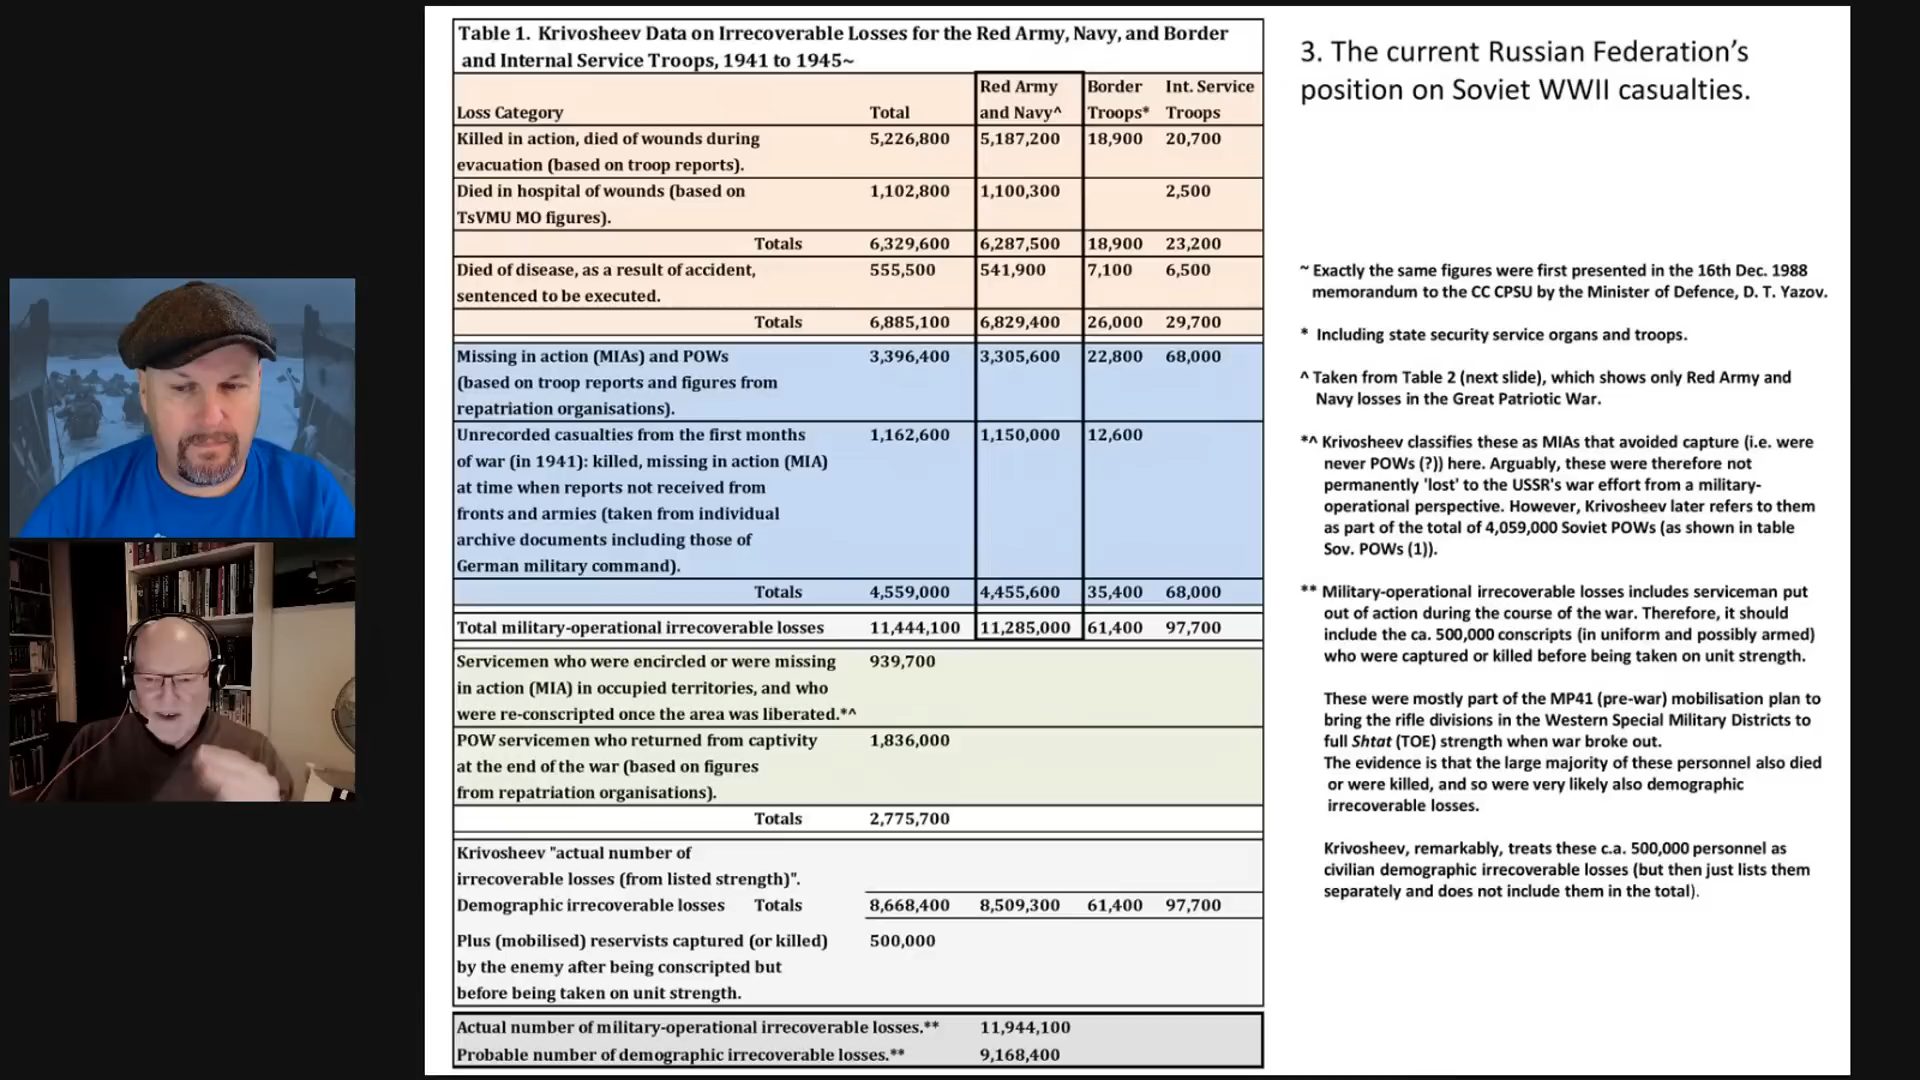 Table 1. Krivosheev Data on Irrecoverable Losses for the Red Army, Navy, and Border
and Internal Service Troops, 1941 to 1945~
Red Army Border Int. Service
Loss Category Total and Navy^ Troops* Troops
Killed in action, died of wounds during 5,226,800 5,187,200 18,900 20,700
evacuation (based on troop reports).
Died in hospital of wounds (based on 1,102,800 1,100,300 2,500
TsVMU MO figures).
Totals 6,329,600 6,287,500 18,900 23,200
Died of disease, as a result of accident, 555,500 541,900 7,100 6,500
sentenced to be executed.
Totals 6,885,100 6,829,400 26,000 29,700
Missing in action (MIAs) and POWs 3,396,400 3,305,600 22,800 68,000
(based on troop reports and figures from
repatriation organisations).
Unrecorded casualties from the first months 1,162,600 1,150,000 12,600
of war (in 1941): killed, missing in action (MIA)
at time when reports not received from
fronts and armies (taken from individual
archive documents including those of
German military command).
Totals 4,559,000 4,455,600 35,400 68,000
Total military-operational irrecoverable losses 11,444,100 11,285,000 61,400 97,700
Servicemen who were encircled or were missing 939,700
in action (MIA) in occupied territories, and who
were re-conscripted once the area was liberated.*^
POW servicemen who returned from captivity 1,836,000
at the end of the war (based on figures
from repatriation organisations).
Totals 2,775,700
Krivosheev "actual number of
irrecoverable losses (from listed strength)".
Demographic irrecoverable losses Totals 8,668,400 8,509,300 61,400 97,700
Plus (mobilised) reservists captured (or killed) 500,000
by the enemy after being conscripted but
before being taken on unit strength.
Actual number of military-operational irrecoverable losses.** 11,944,100
Probable number of demographic irrecoverable losses.** 9,168,400
3. The current Russian Federation’s
position on Soviet WWII casualties.
~ Exactly the same figures were first presented in the 16th Dec. 1988
memorandum to the CC CPSU by the Minister of Defence, D. T. Yazov.
* Including state security service organs and troops.
^ Taken from Table 2 (next slide), which shows only Red Army and
Navy losses in the Great Patriotic War.
*^ Krivosheev classifies these as MIAs that avoided capture (i.e. were
never POWs (?)) here. Arguably, these were therefore not
permanently 'lost' to the USSR's war effort from a military-
operational perspective. However, Krivosheev later refers to them
as part of the total of 4,059,000 Soviet POWs (as shown in table
Sov. POWs (1)).
** Military-operational irrecoverable losses includes serviceman put
out of action during the course of the war. Therefore, it should
include the ca. 500,000 conscripts (in uniform and possibly armed)
who were captured or killed before being taken on unit strength.
These were mostly part of the MP41 (pre-war) mobilisation plan to
bring the rifle divisions in the Western Special Military Districts to
full Shtat (TOE) strength when war broke out.
The evidence is that the large majority of these personnel also died
or were killed, and so were very likely also demographic
irrecoverable losses.
Krivosheev, remarkably, treats these c.a. 500,000 personnel as
civilian demographic irrecoverable losses (but then just lists them
separately and does not include them in the total).